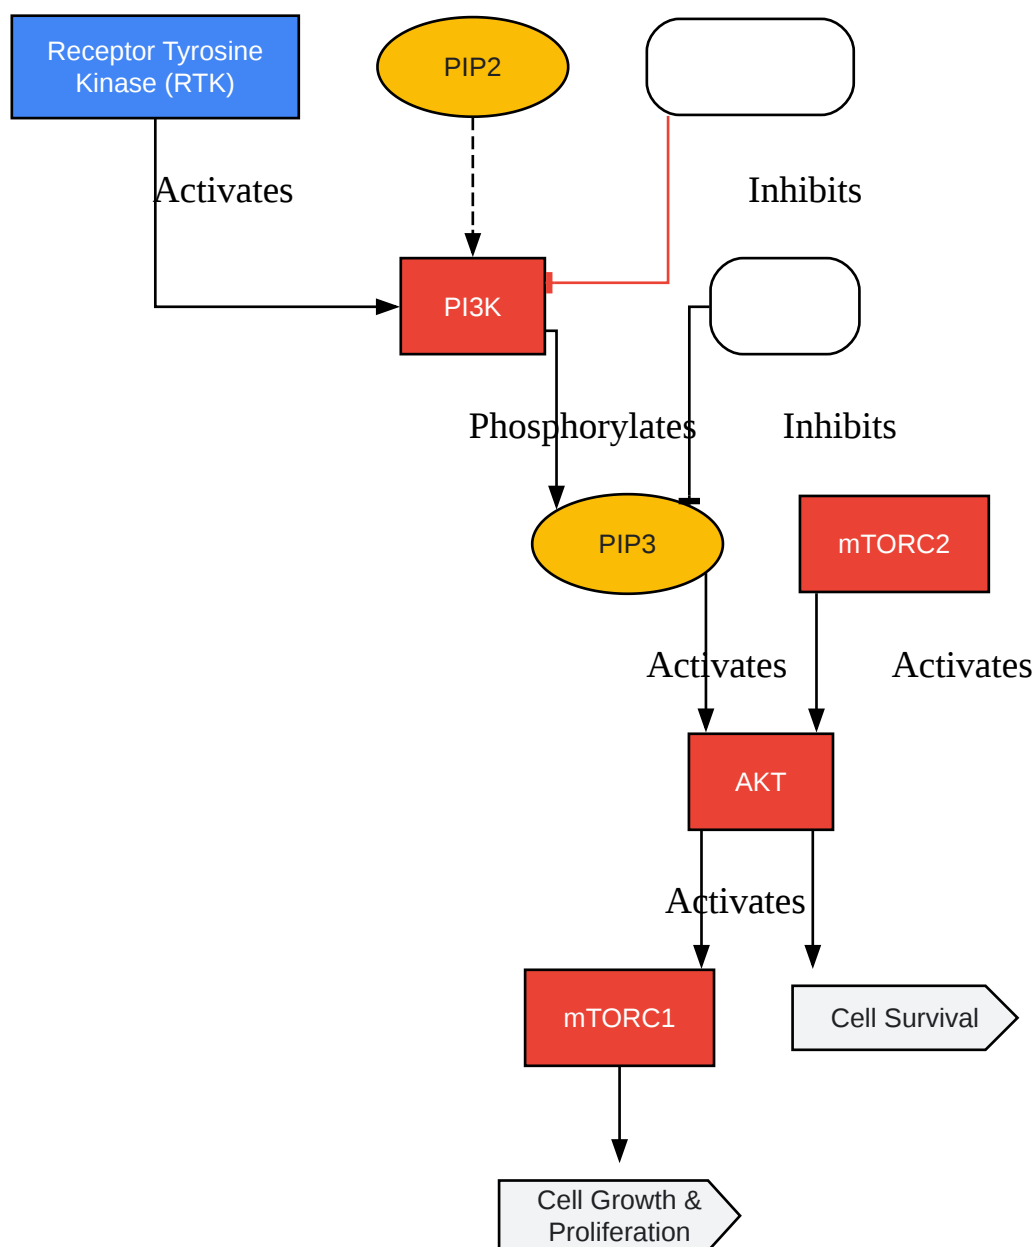 Receptor Tyrosine
Kinase (RTK)
PIP2
Activates
Inhibits
PI3K
Phosphorylates
Inhibits
PIP3
mTORC2
Activates
Activates
AKT
Activates
mTORC1
Cell Survival
Cell Growth &
Proliferation